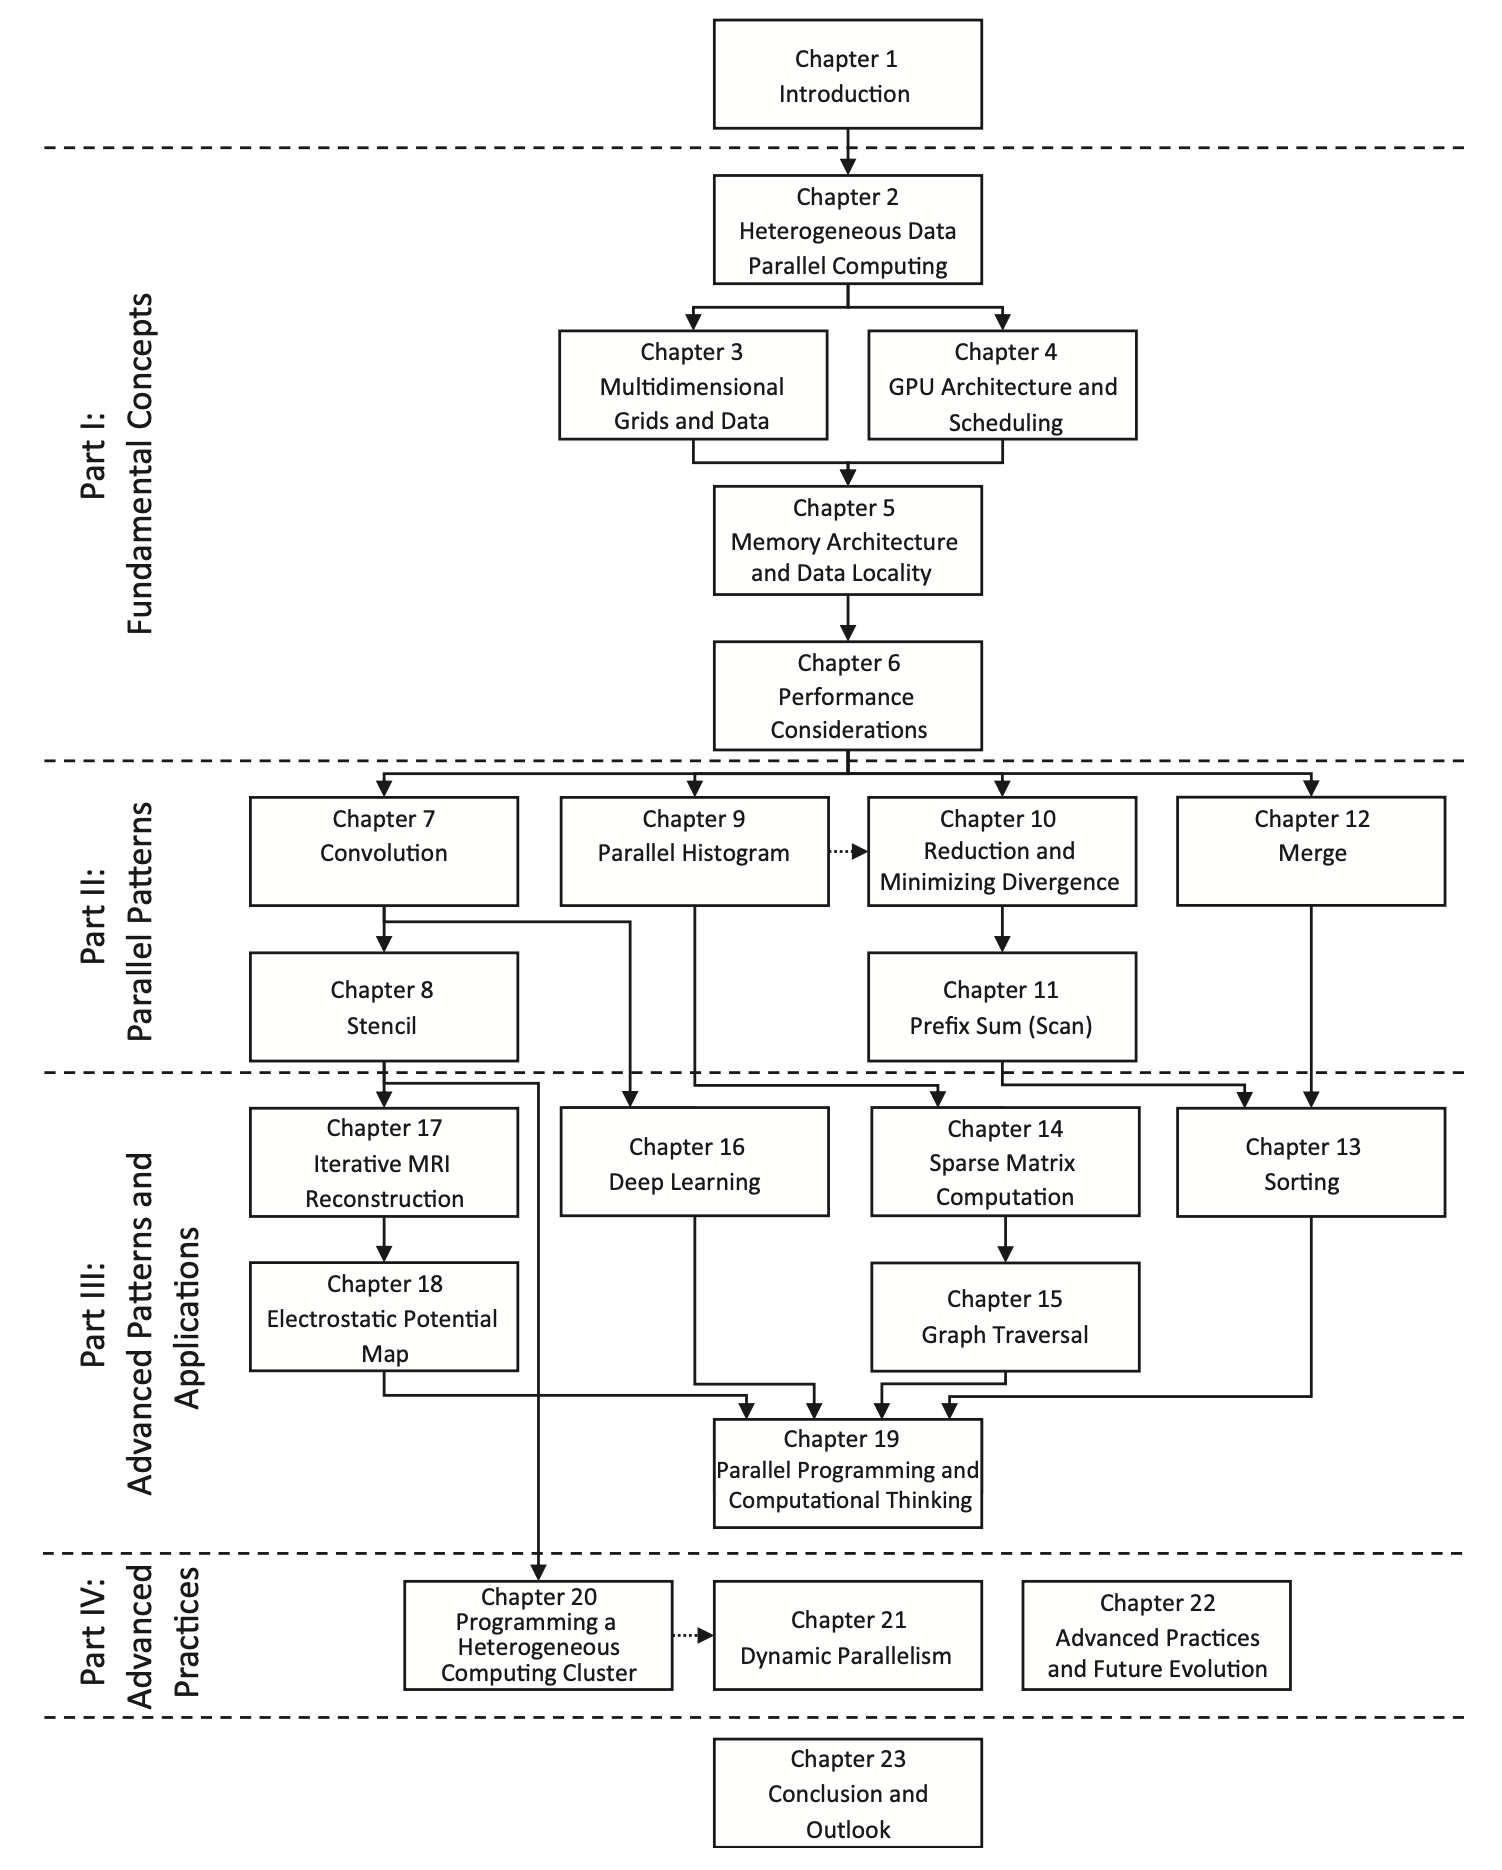 Chapter 1
Introduction
Part I:
Fundamental Concepts
Chapter 2
Heterogeneous Data
Parallel Computing
Chapter 3
Multidimensional
Grids and Data
Chapter 4
GPU Architecture and
Scheduling
Chapter 5
Memory Architecture
and Data Locality
Chapter 6
Performance
Considerations
Part II:
Parallel Patterns
Chapter 7
Convolution
Chapter 9
Parallel Histogram
Chapter 10
Reduction and
Minimizing Divergence
Chapter 12
Merge
Chapter 8
Stencil
Chapter 11
Prefix Sum (Scan)
Part III:
Advanced Patterns and
Applications
Chapter 17
Iterative MRI
Reconstruction
Chapter 16
Deep Learning
Chapter 14
Sparse Matrix
Computation
Chapter 13
Sorting
Chapter 18
Electrostatic Potential
Map
Chapter 15
Graph Traversal
Chapter 19
Parallel Programming and
Computational Thinking
Part IV:
Advanced
Practices
Chapter 20
Programming a
Heterogeneous
Computing Cluster
Chapter 21
Dynamic Parallelism
Chapter 22
Advanced Practices
and Future Evolution
Chapter 23
Conclusion and
Outlook